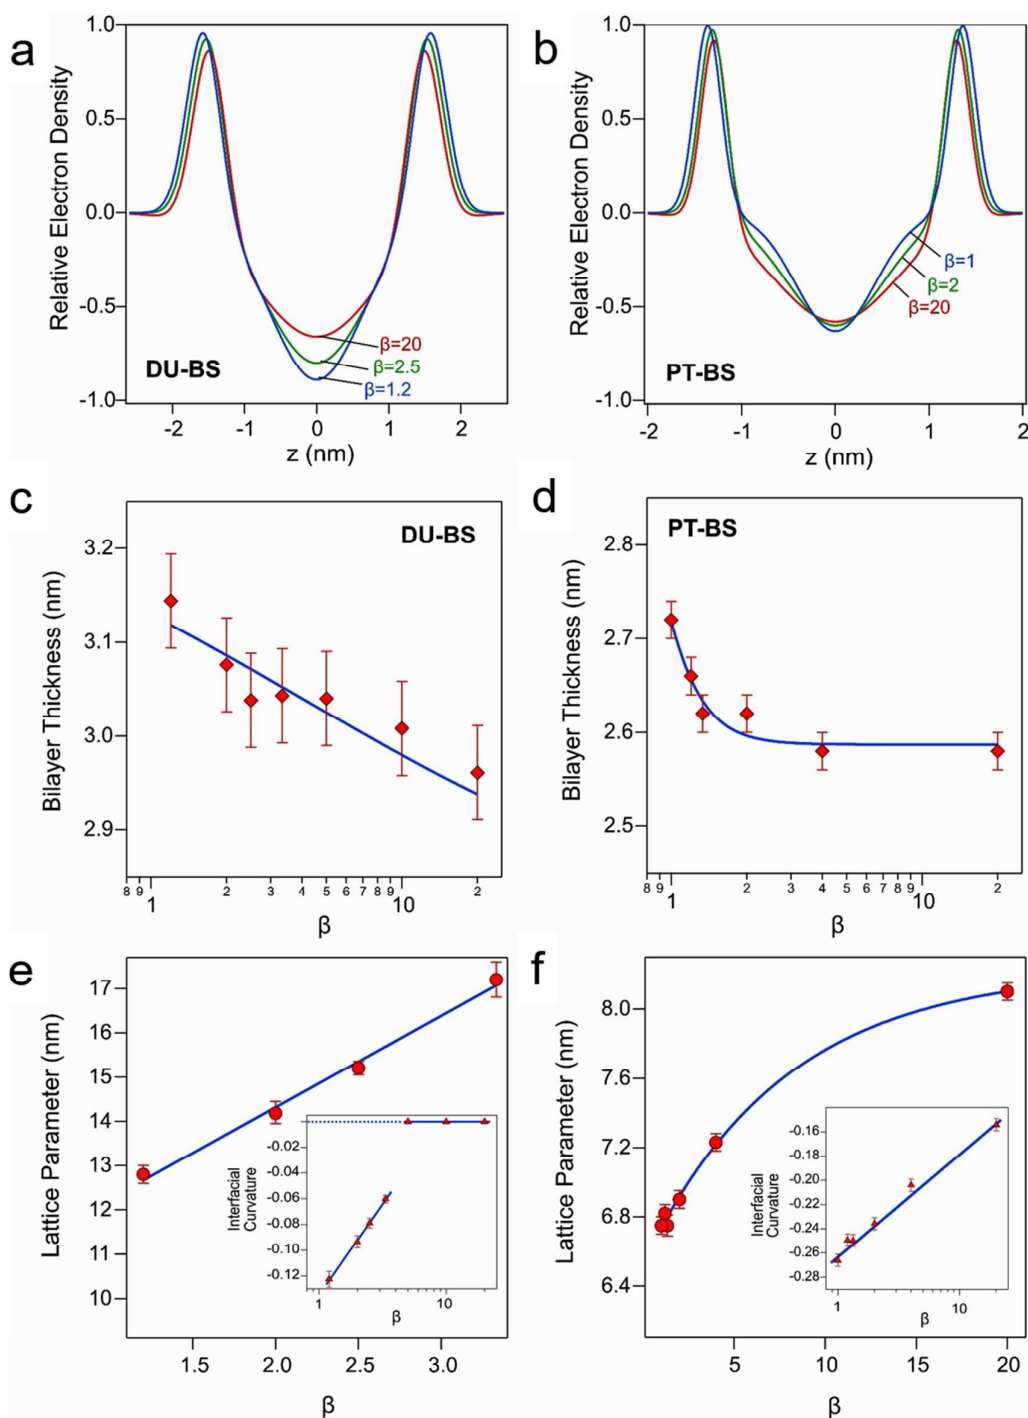 a
1.0
0.5
0.0
-0.5
-1.0
Relative Electron Density
DU-BS
β=20
β=2.5
β=1.2
-2 -1 0 1 2
z (nm)
b
1.0
0.5
0.0
-0.5
-1.0
Relative Electron Density
PT-BS
β=1
β=2
β=20
-2 -1 0 1 2
z (nm)
c
DU-BS
3.2
3.1
3.0
2.9
Bilayer Thickness (nm)
8 9 1 2 3 4 5 6 7 8 9 10 2
β
d
PT-BS
2.8
2.7
2.6
2.5
Bilayer Thickness (nm)
8 9 1 2 3 4 5 6 7 8 9 10 2
β
e
17
16
15
14
13
12
11
10
Lattice Parameter (nm)
-0.00
-0.06
-0.08
-0.10
-0.12
Interfacial
Curvature
1 10
β
1.5 2.0 2.5 3.0
β
f
8.0
7.6
7.2
6.8
6.4
Lattice Parameter (nm)
-0.16
-0.18
-0.20
-0.22
-0.24
-0.26
-0.28
Interfacial
Curvature
1 10
β
5 10 15 20
β